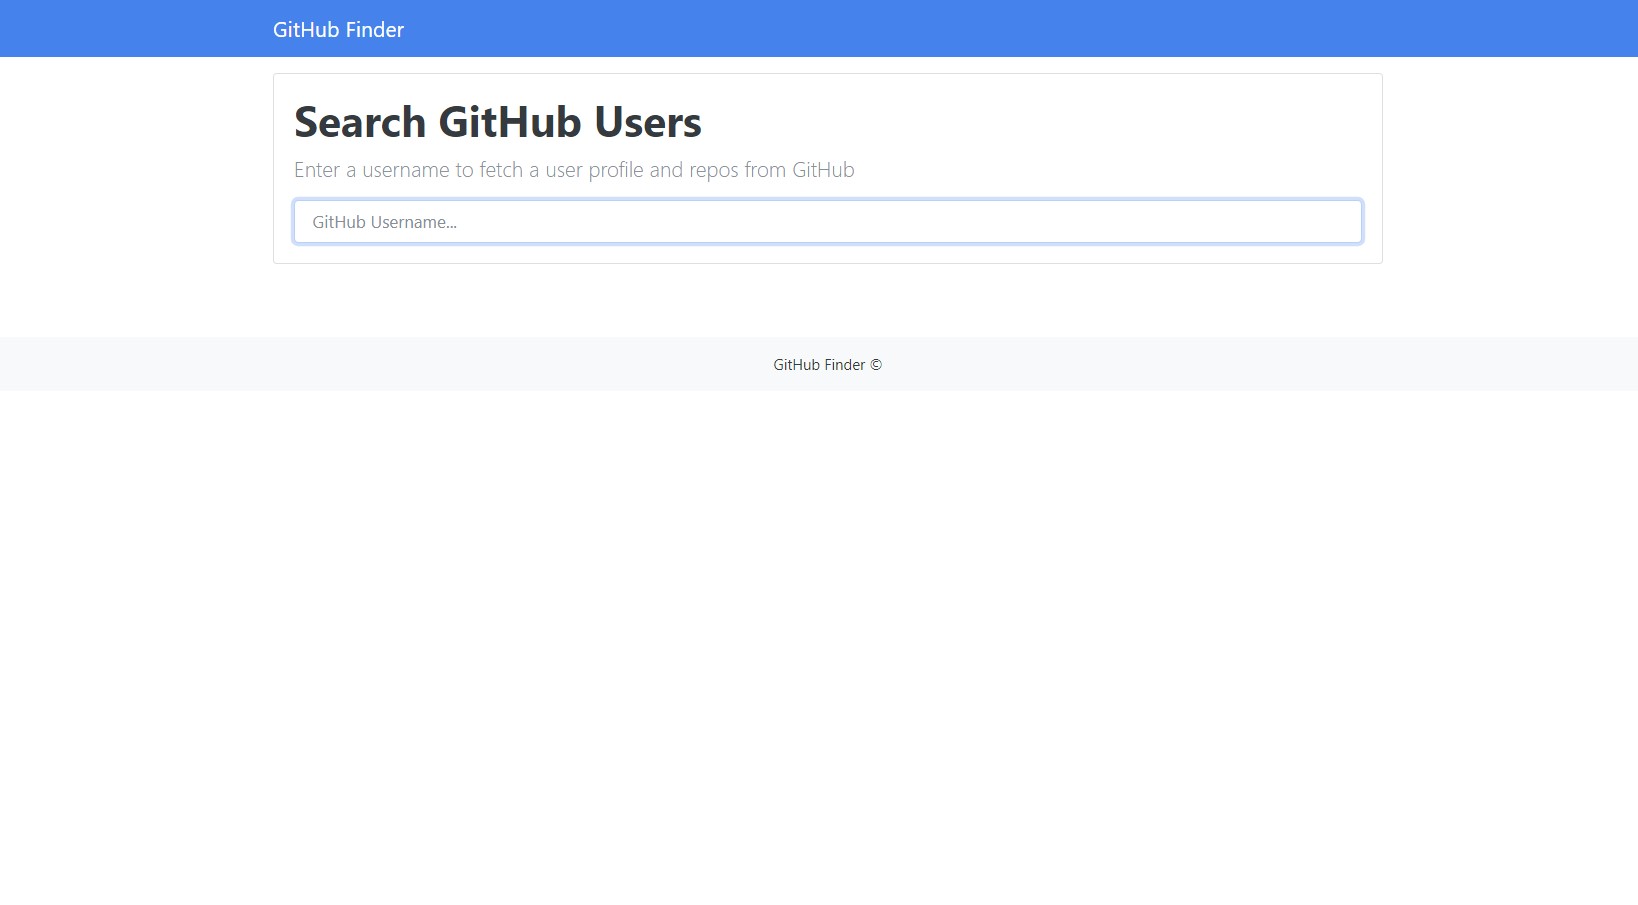 GitHub Finder
Search GitHub Users
Enter a username to fetch a user profile and repos from GitHub
GitHub Username...
GitHub Finder ©